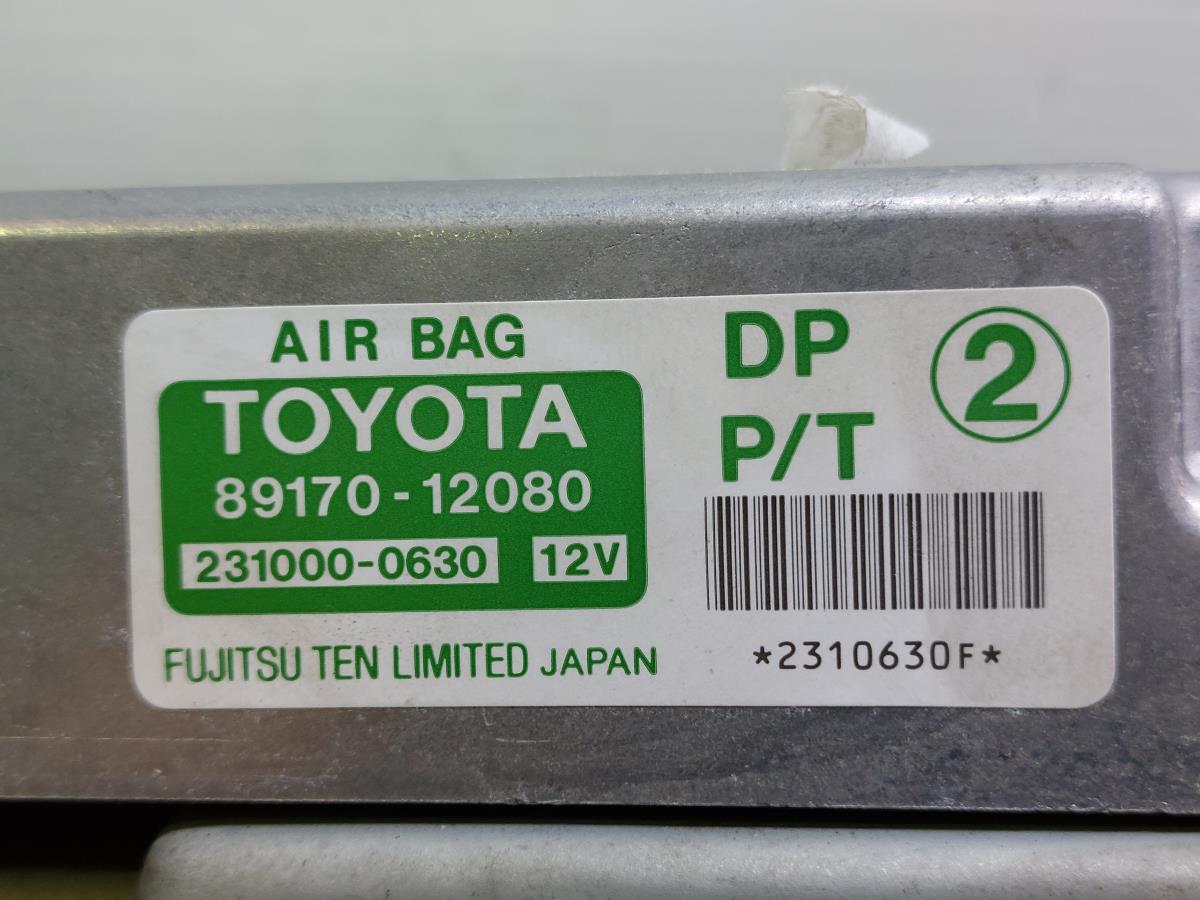 AIR BAG
TOYOTA
89170-12080
231000-0630 12V
FUJITSU TEN LIMITED JAPAN
DP
P/T
2
*2310630F*